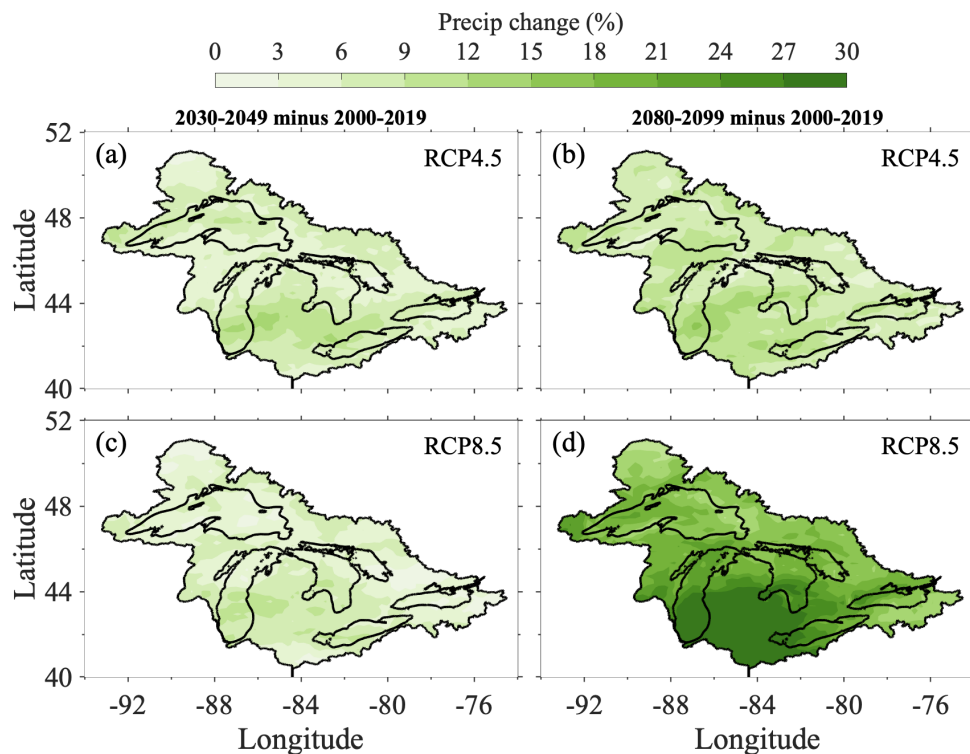 Precip change (%)
0 3 6 9 12 15 18 21 24 27 30
2030-2049 minus 2000-2019
2080-2099 minus 2000-2019
52
(a)
RCP4.5
(b)
RCP4.5
48
Latitude
44
40
52
(c)
RCP8.5
(d)
RCP8.5
48
Latitude
44
40
-92 -88 -84 -80 -76
-92 -88 -84 -80 -76
Longitude
Longitude